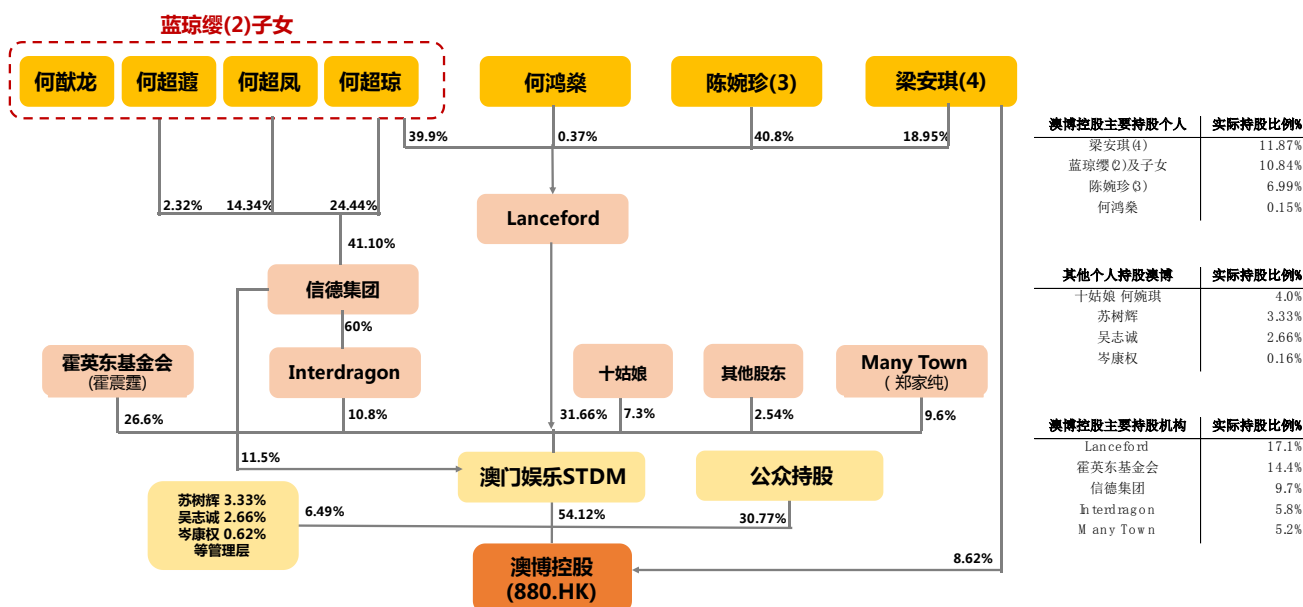 蓝琼缨(2)子女
何猷龙
何超蕸
何超凤
何超琼
何鸿燊
陈婉珍(3)
梁安琪(4)
39.9%
0.37%
40.8%
18.95%
2.32%
14.34%
24.44%
Lanceford
41.10%
信德集团
60%
霍英东基金会
(霍震霆)
Interdragon
十姑娘
其他股东
Many Town
( 郑家纯)
26.6%
10.8%
31.66%
7.3%
2.54%
9.6%
11.5%
澳门娱乐STDM
公众持股
苏树辉 3.33%
吴志诚 2.66%
岑康权 0.62%
等管理层
6.49%
54.12%
30.77%
8.62%
澳博控股
(880.HK)
澳博控股主要持股个人 实际持股比例%
梁安琪(4) 11.87%
蓝琼缨(2)及子女 10.84%
陈婉珍(3) 6.99%
何鸿燊 0.15%
其他个人持股澳博 实际持股比例%
十姑娘 何婉琪 4.0%
苏树辉 3.33%
吴志诚 2.66%
岑康权 0.16%
澳博控股主要持股机构 实际持股比例%
Lanceford 17.1%
霍英东基金会 14.4%
信德集团 9.7%
Interdragon 5.8%
Many Town 5.2%